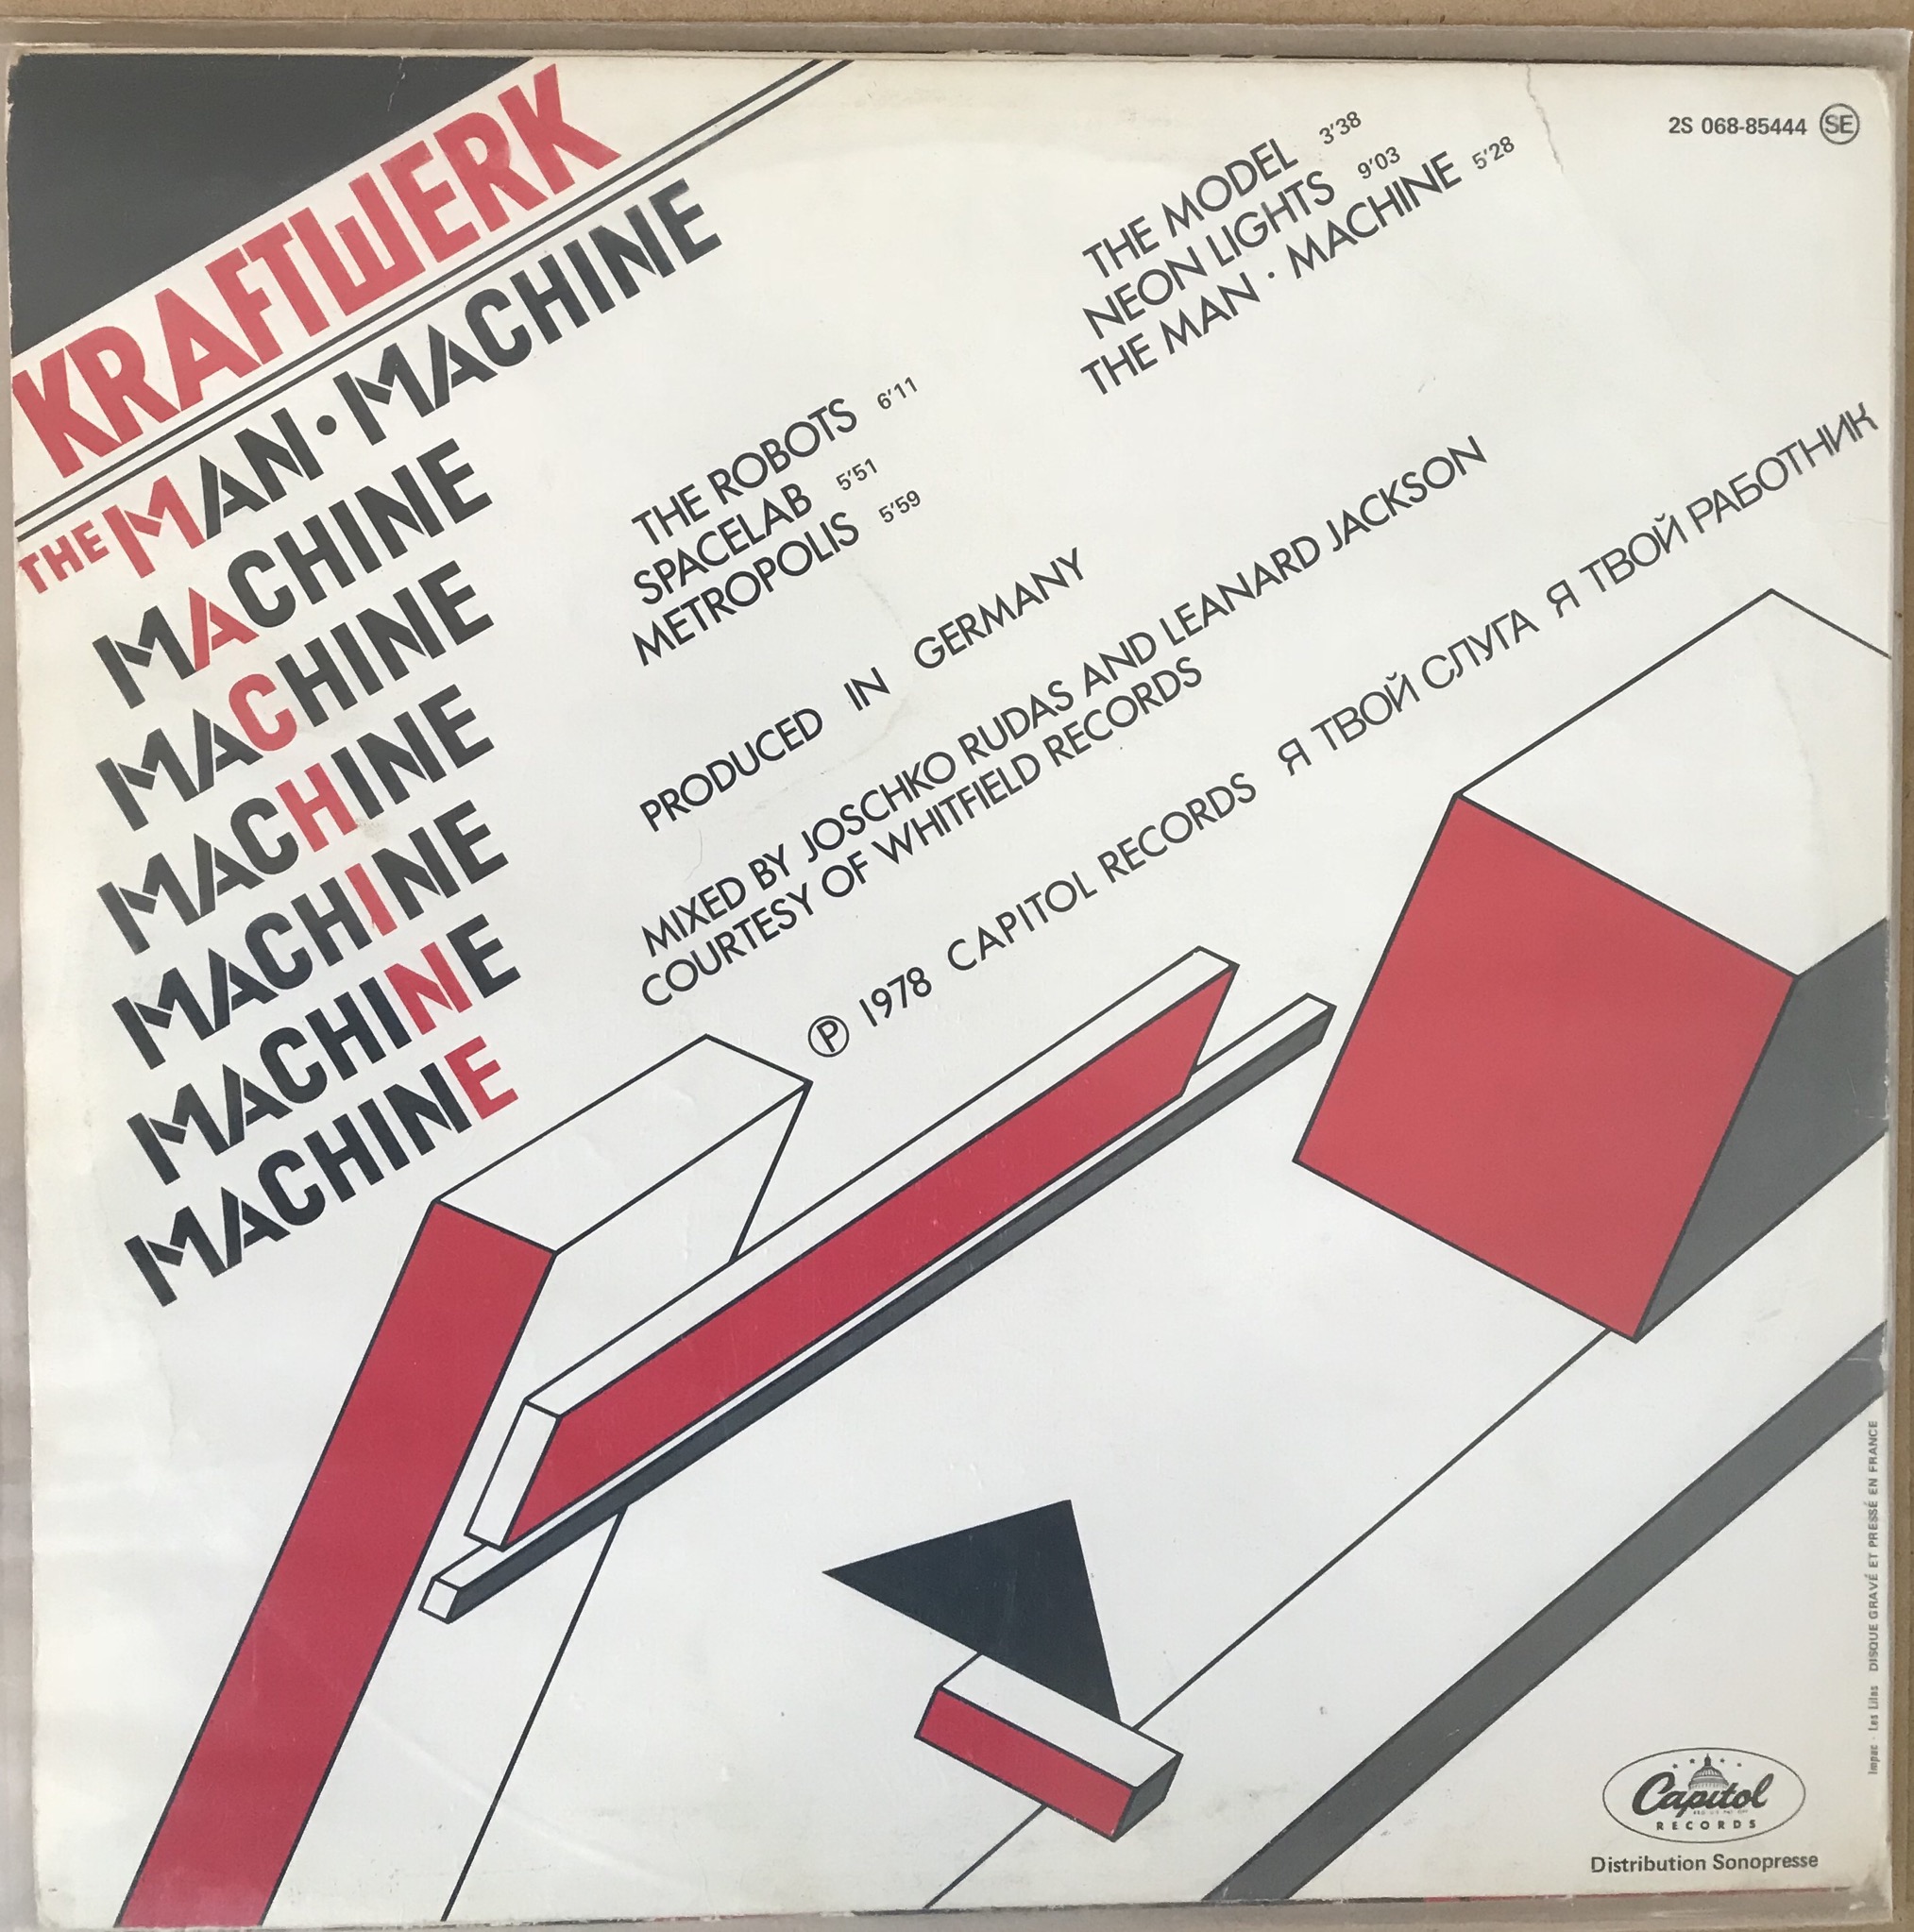 KRAFTWERK
THE MAN·MACHINE
MACHINE
MACHINE
MACHINE
MACHINE
MACHINE
MACHINE
THE ROBOTS 6'11
SPACELAB 5'51
METROPOLIS 5'59
THE MODEL 3'38
NEON LIGHTS 9'03
THE MAN · MACHINE 5'28
2S 068-85444 SE
PRODUCED IN GERMANY
MIXED BY JOSCHKO RUDAS AND LEANARD JACKSON
COURTESY OF WHITFIELD RECORDS
Ⓟ 1978 CAPITOL RECORDS Я ТВОЙ СЛУГА Я ТВОЙ РАБОТНИК
Impac - Les Lilas DISQUE GRAVÉ ET PRESSÉ EN FRANCE
Capitol
RECORDS
Distribution Sonopresse